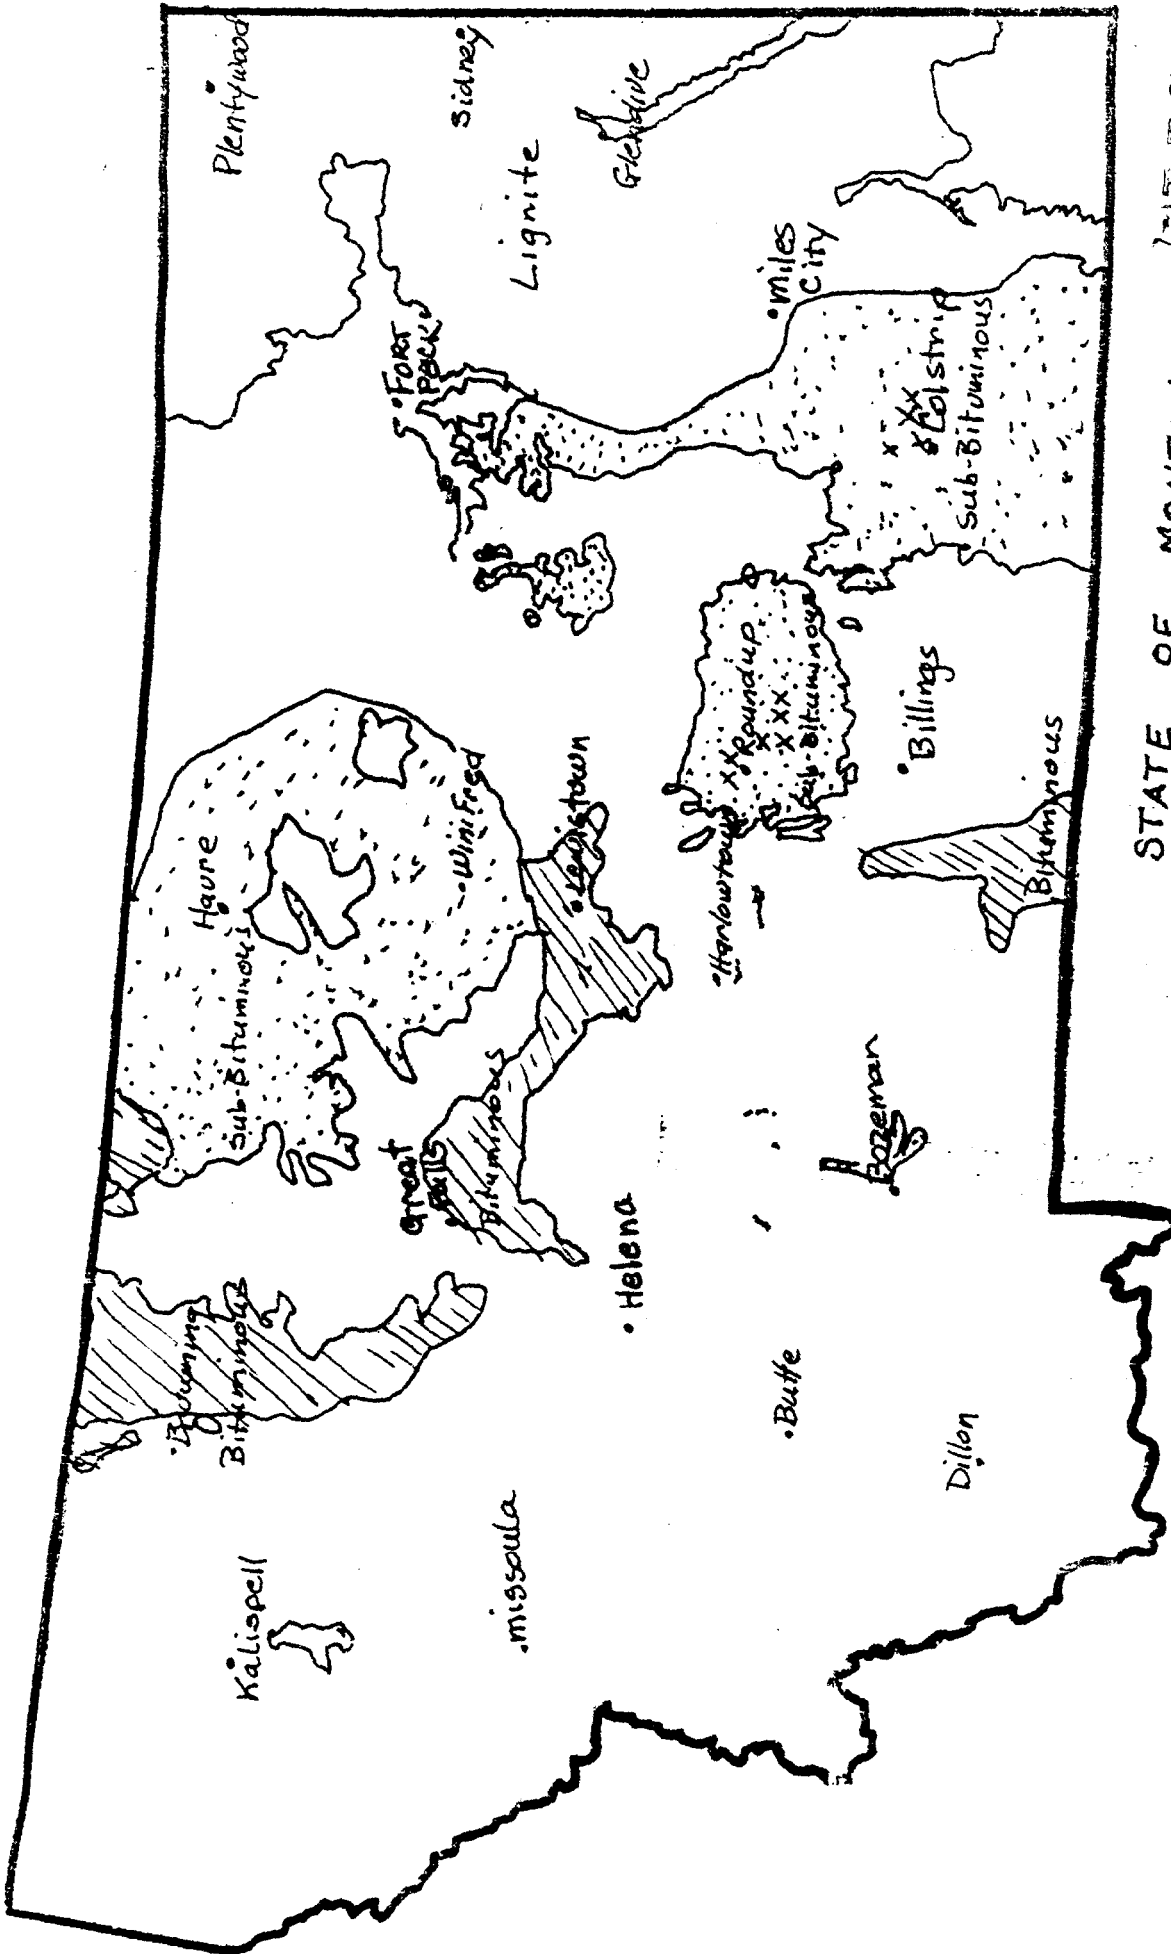 Plentywood
Havre
Sub-Bituminous
Browning
Bituminous
Kalispell
FORT
PECK
Sidney
Lignite
WiniFred
Great
Falls
Bituminous
missoula
Glendive
Lewistown
Helena
miles
City
Roundup
Sub-Bituminous
Harlowtown
Butte
Colstrip
Sub-Bituminous
Billings
Bozeman
Dillon
Bituminous
STATE OF